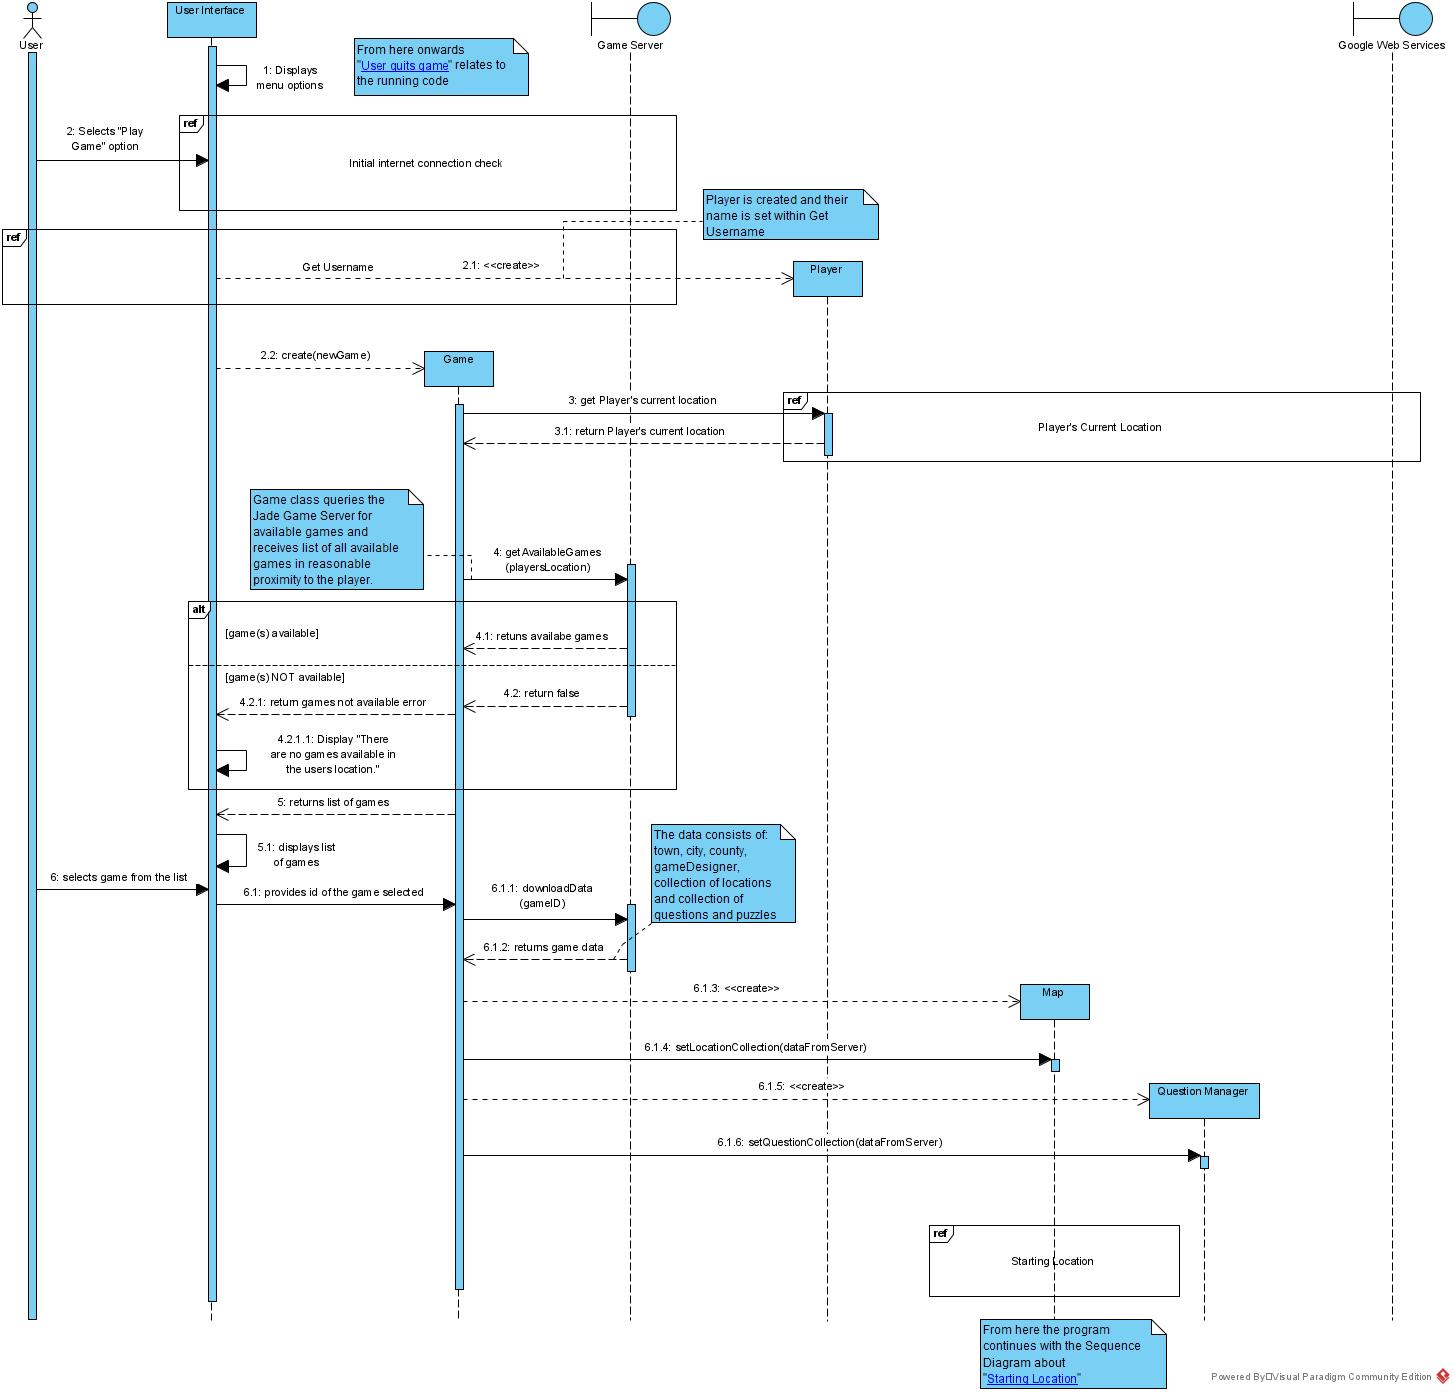 User Interface
User
Game Server
Google Web Services
From here onwards
"User quits game" relates to
the running code
1: Displays
menu options
ref
2: Selects "Play
Game" option
Initial internet connection check
Player is created and their
name is set within Get
Username
ref
Get Username
2.1: <<create>>
Player
2.2: create(newGame)
Game
3: get Player's current location
ref
Player's Current Location
3.1: return Player's current location
Game class queries the
Jade Game Server for
available games and
receives list of all available
games in reasonable
proximity to the player.
4: getAvailableGames
(playersLocation)
alt
[game(s) available]
4.1: retuns availabe games
[game(s) NOT available]
4.2: return false
4.2.1: return games not available error
4.2.1.1: Display "There
are no games available in
the users location."
5: returns list of games
5.1: displays list
of games
The data consists of:
town, city, county,
gameDesigner,
collection of locations
and collection of
questions and puzzles
6: selects game from the list
6.1: provides id of the game selected
6.1.1: downloadData
(gameID)
6.1.2: returns game data
6.1.3: <<create>>
Map
6.1.4: setLocationCollection(dataFromServer)
6.1.5: <<create>>
Question Manager
6.1.6: setQuestionCollection(dataFromServer)
ref
Starting Location
From here the program
continues with the Sequence
Diagram about
"Starting Location"
Powered By□Visual Paradigm Community Edition